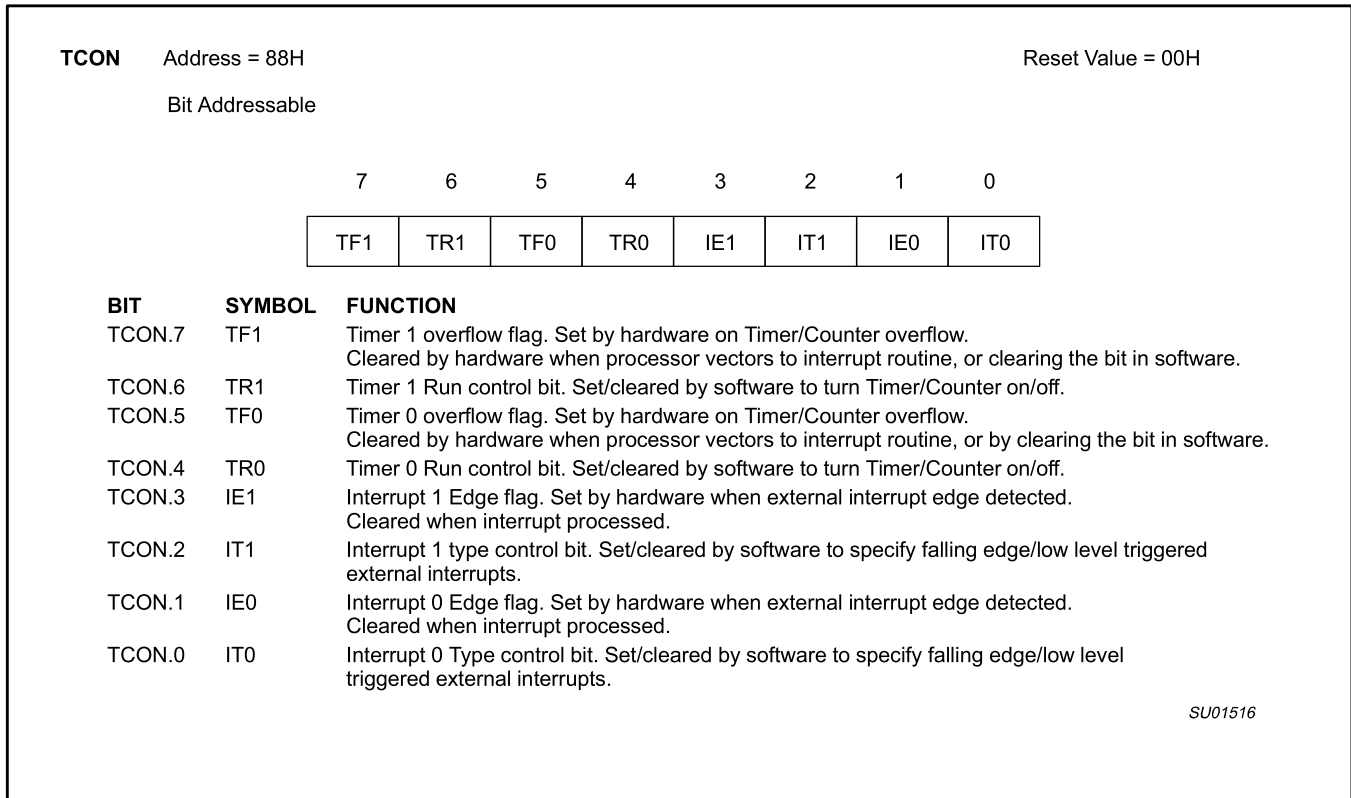 TCON Address = 88H Reset Value = 00H
Bit Addressable
7 6 5 4 3 2 1 0
TF1 TR1 TF0 TR0 IE1 IT1 IE0 IT0
BIT SYMBOL FUNCTION
TCON.7 TF1 Timer 1 overflow flag. Set by hardware on Timer/Counter overflow.
Cleared by hardware when processor vectors to interrupt routine, or clearing the bit in software.
TCON.6 TR1 Timer 1 Run control bit. Set/cleared by software to turn Timer/Counter on/off.
TCON.5 TF0 Timer 0 overflow flag. Set by hardware on Timer/Counter overflow.
Cleared by hardware when processor vectors to interrupt routine, or by clearing the bit in software.
TCON.4 TR0 Timer 0 Run control bit. Set/cleared by software to turn Timer/Counter on/off.
TCON.3 IE1 Interrupt 1 Edge flag. Set by hardware when external interrupt edge detected.
Cleared when interrupt processed.
TCON.2 IT1 Interrupt 1 type control bit. Set/cleared by software to specify falling edge/low level triggered
external interrupts.
TCON.1 IE0 Interrupt 0 Edge flag. Set by hardware when external interrupt edge detected.
Cleared when interrupt processed.
TCON.0 IT0 Interrupt 0 Type control bit. Set/cleared by software to specify falling edge/low level
triggered external interrupts.
SU01516